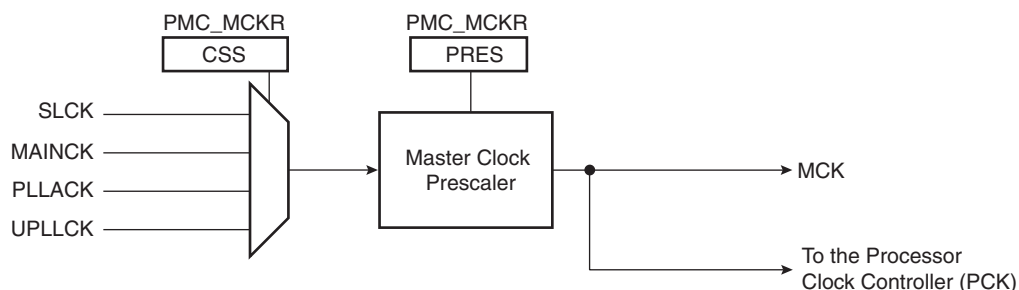 PMC_MCKR
PMC_MCKR
CSS
PRES
SLCK
MAINCK
PLLACK
UPLLCK
Master Clock
Prescaler
MCK
To the Processor
Clock Controller (PCK)